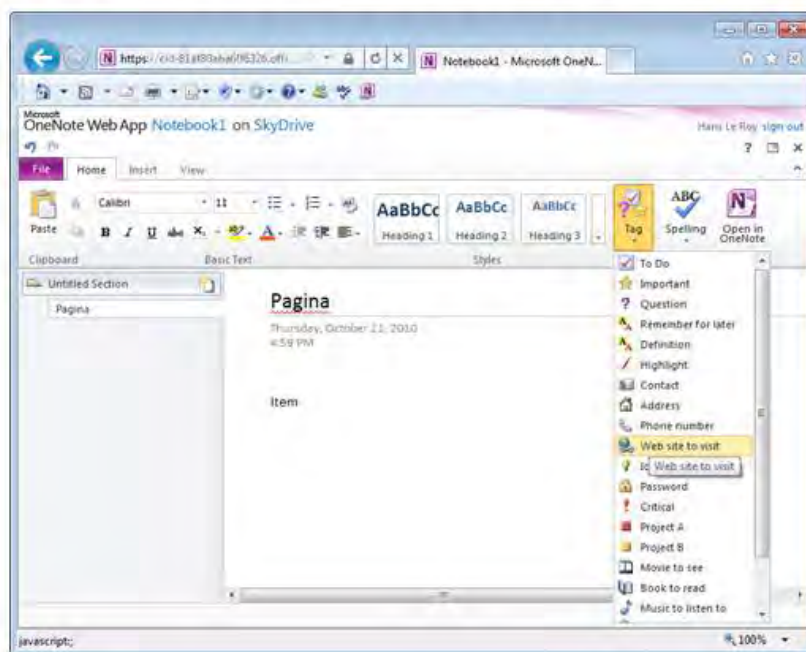 Notebook1 - Microsoft OneN...
Microsoft
OneNote Web App Notebook1 on SkyDrive
Hans Le Roy sign out
File Home Insert View
Calibri 11
AaBbCc AaBbCc AaBbCc
Paste
B I U abc
Heading 1 Heading 2 Heading 3
Tag
ABC
Spelling
Open in
OneNote
Clipboard Basic Text Styles
Untitled Section
Pagina
Pagina
Thursday, October 21, 2010
4:59 PM
Item
To Do
Important
Question
Remember for later
Definition
Highlight
Contact
Address
Phone number
Web site to visit
Web site to visit
Password
Critical
Project A
Project B
Movie to see
Book to read
Music to listen to
javascript:;
100%